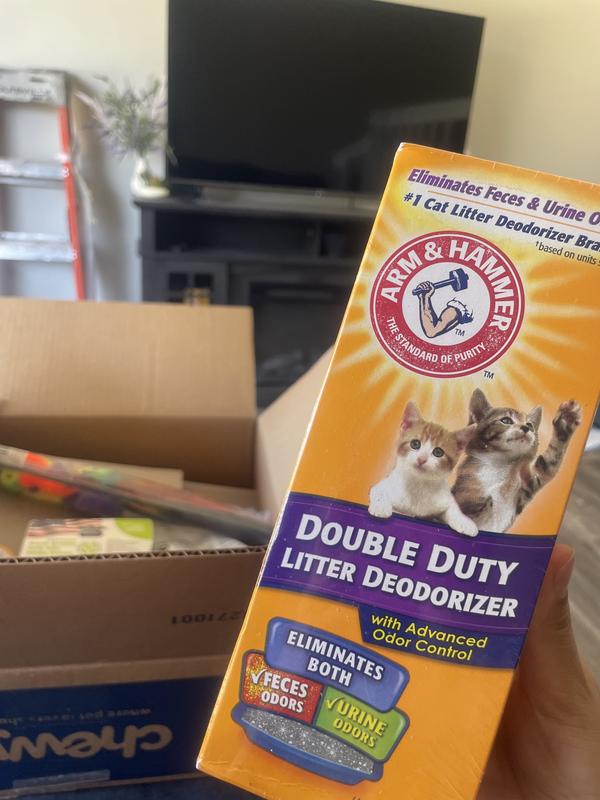 Eliminates Feces & Urine O
#1 Cat Litter Deodorizer Bra
†based on units
ARM & HAMMER
THE STANDARD OF PURITY
TM
TM
DOUBLE DUTY
LITTER DEODORIZER
with Advanced
Odor Control
ELIMINATES
BOTH
✓FECES
ODORS
✓URINE
ODORS
271001
chewy